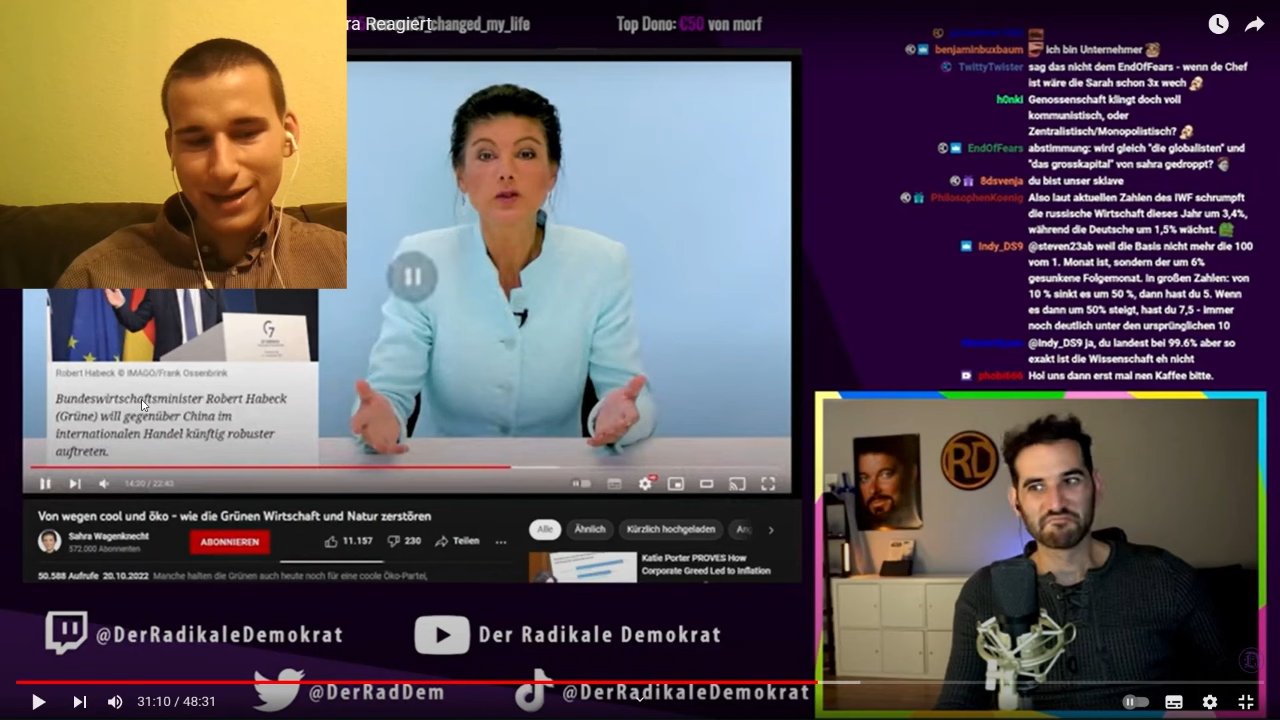 ra Reagiert
_changed_my_life
Top Dono: €50 von morf
benjaminbuxbaum Ich bin Unternehmer
TwittyTwister sag das nicht dem EndOfFears - wenn de Chef
ist wäre die Sarah schon 3x wech
h0nki Genossenschaft klingt doch voll
kommunistisch, oder
Zentralistisch/Monopolistisch?
EndOfFears abstimmung: wird gleich "die globalisten" und
"das grosskapital" von sahra gedroppt?
8dsvenja du bist unser sklave
PhilosophenKoenig Also laut aktuellen Zahlen des IWF schrumpft
die russische Wirtschaft dieses Jahr um 3,4%,
während die Deutsche um 1,5% wächst.
Indy_DS9 @steven23ab weil die Basis nicht mehr die 100
vom 1. Monat ist, sondern der um 6%
gesunkene Folgemonat. In großen Zahlen: von
10 % sinkt es um 50 %, dann hast du 5. Wenn
es dann um 50% steigt, hast du 7,5 - immer
noch deutlich unter den ursprünglichen 10
@Indy_DS9 ja, du landest bei 99.6% aber so
exakt ist die Wissenschaft eh nicht
Hol uns dann erst mal nen Kaffee bitte.
G7
Robert Habeck © IMAGO/Frank Ossenbrink
Bundeswirtschaftsminister Robert Habeck
(Grüne) will gegenüber China im
internationalen Handel künftig robuster
auftreten.
14:20 / 22:43
Von wegen cool und öko - wie die Grünen Wirtschaft und Natur zerstören
Sahra Wagenknecht
572.000 Abonnenten
ABONNIEREN
11.157
230
Teilen
Alle
Ähnlich
Kürzlich hochgeladen
50.588 Aufrufe 20.10.2022 Manche halten die Grünen auch heute noch für eine coole Öko-Partei,
Katie Porter PROVES How
Corporate Greed Led to Inflation
RD
@DerRadikaleDemokrat
Der Radikale Demokrat
@DerRadDem
@DerRadikaleDemokrat
31:10 / 48:31